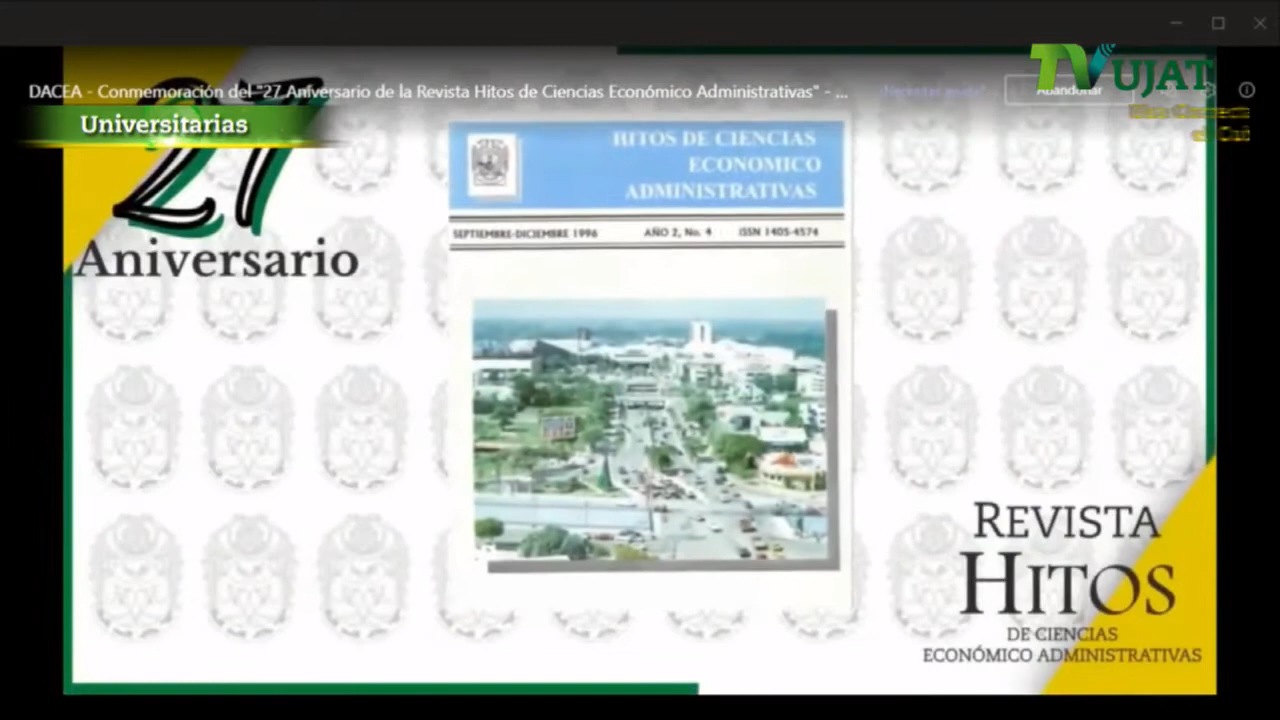 TV UJAT
DACEA - Conmemoración del "27 Aniversario de la Revista Hitos de Ciencias Económico Administrativas" - ...
Abandonar
Universitarias
27
Aniversario
HITOS DE CIENCIAS
ECONOMICO
ADMINISTRATIVAS
SEPTIEMBRE-DICIEMBRE 1996 AÑO 2, No. 4 ISSN 1405-4574
REVISTA
HITOS
DE CIENCIAS
ECONÓMICO ADMINISTRATIVAS